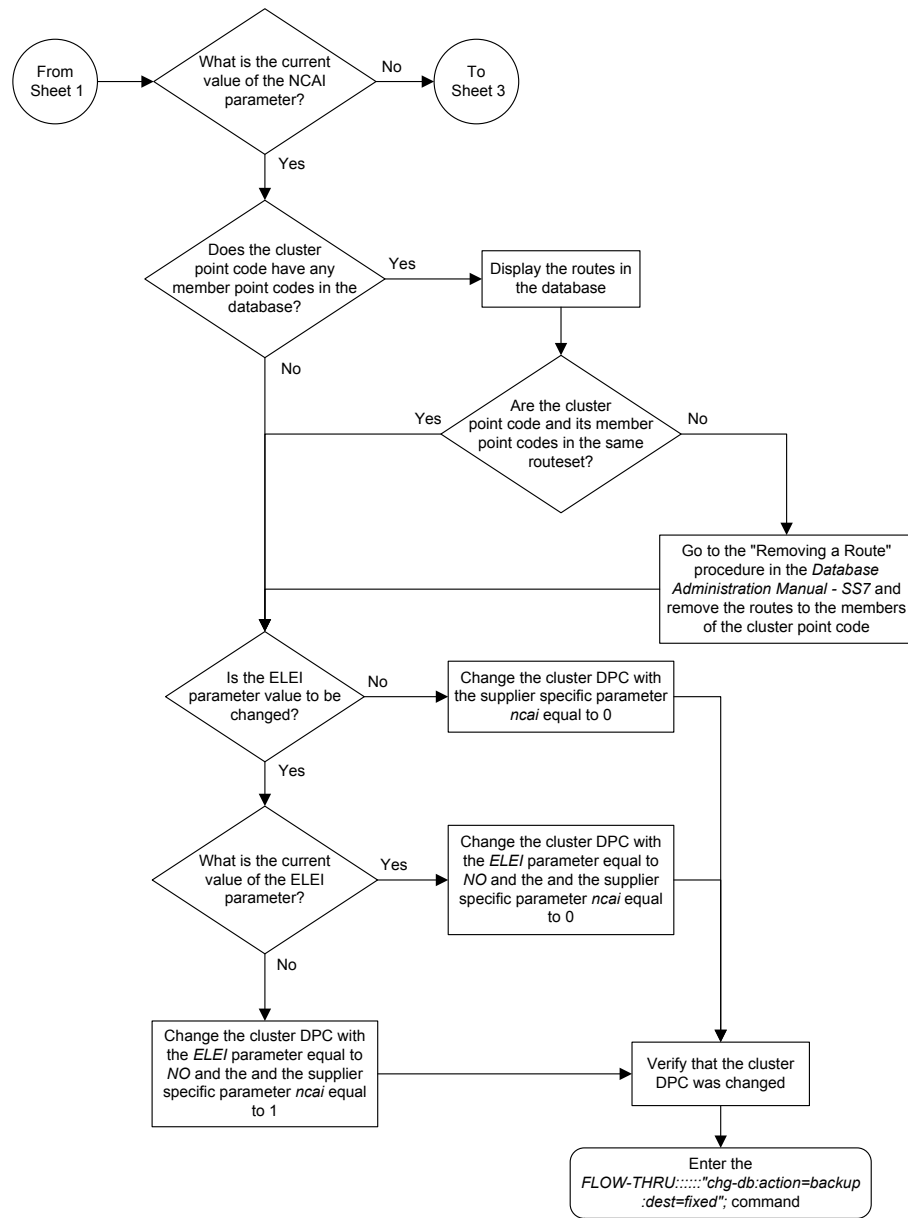 From
Sheet 1
What is the current
value of the NCAI
parameter?
No
To
Sheet 3
Yes
Does the cluster
point code have any
member point codes in the
database?
Yes
Display the routes in
the database
No
Are the cluster
point code and its member
point codes in the same
routeset?
Yes
No
Go to the "Removing a Route"
procedure in the Database
Administration Manual - SS7 and
remove the routes to the members
of the cluster point code
Is the ELEI
parameter value to be
changed?
No
Change the cluster DPC with
the supplier specific parameter
ncai equal to 0
Yes
What is the current
value of the ELEI
parameter?
Yes
Change the cluster DPC with
the ELEI parameter equal to
NO and the and the supplier
specific parameter ncai equal
to 0
No
Change the cluster DPC with
the ELEI parameter equal to
NO and the and the supplier
specific parameter ncai equal
to 1
Verify that the cluster
DPC was changed
Enter the
FLOW-THRU::::::"chg-db:action=backup
:dest=fixed"; command